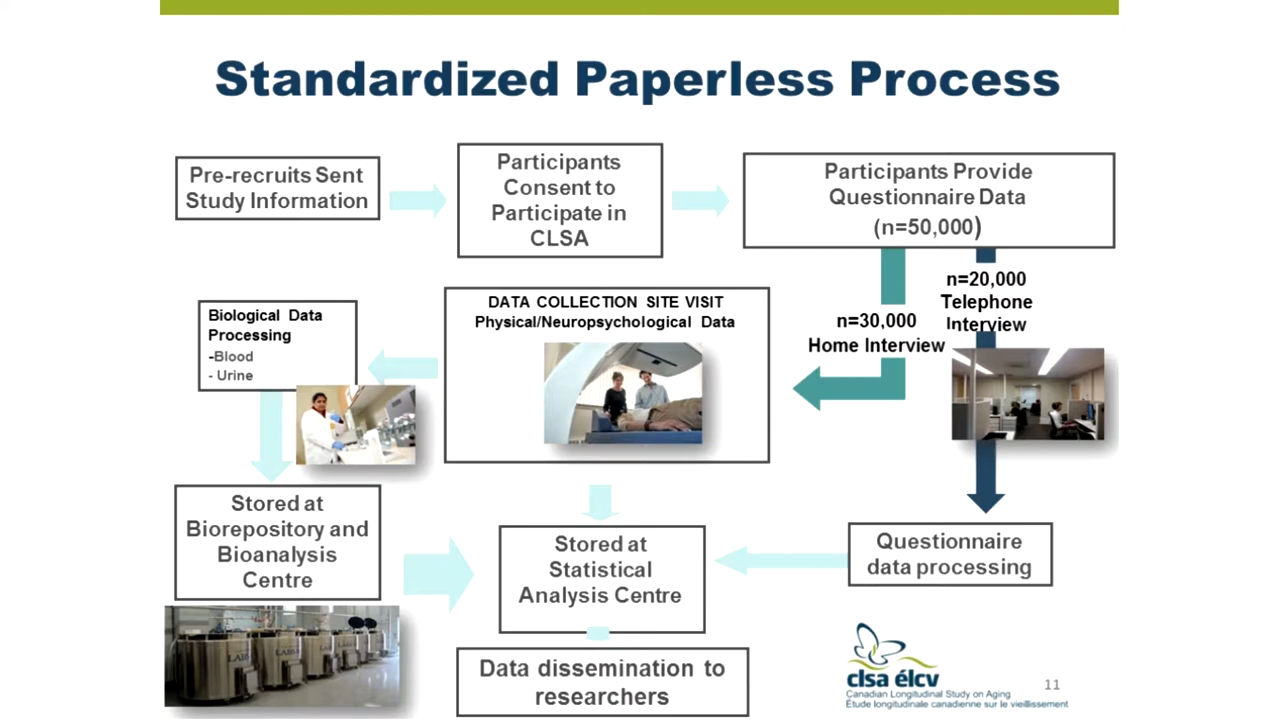 Standardized Paperless Process
Pre-recruits Sent
Study Information
Participants
Consent to
Participate in
CLSA
Participants Provide
Questionnaire Data
(n=50,000)
n=20,000
Telephone
Interview
n=30,000
Home Interview
DATA COLLECTION SITE VISIT
Physical/Neuropsychological Data
Biological Data
Processing
-Blood
- Urine
Stored at
Biorepository and
Bioanalysis
Centre
Stored at
Statistical
Analysis Centre
Questionnaire
data processing
Data dissemination to
researchers
clsa élcv
Canadian Longitudinal Study on Aging
Étude longitudinale canadienne sur le vieillissement
11